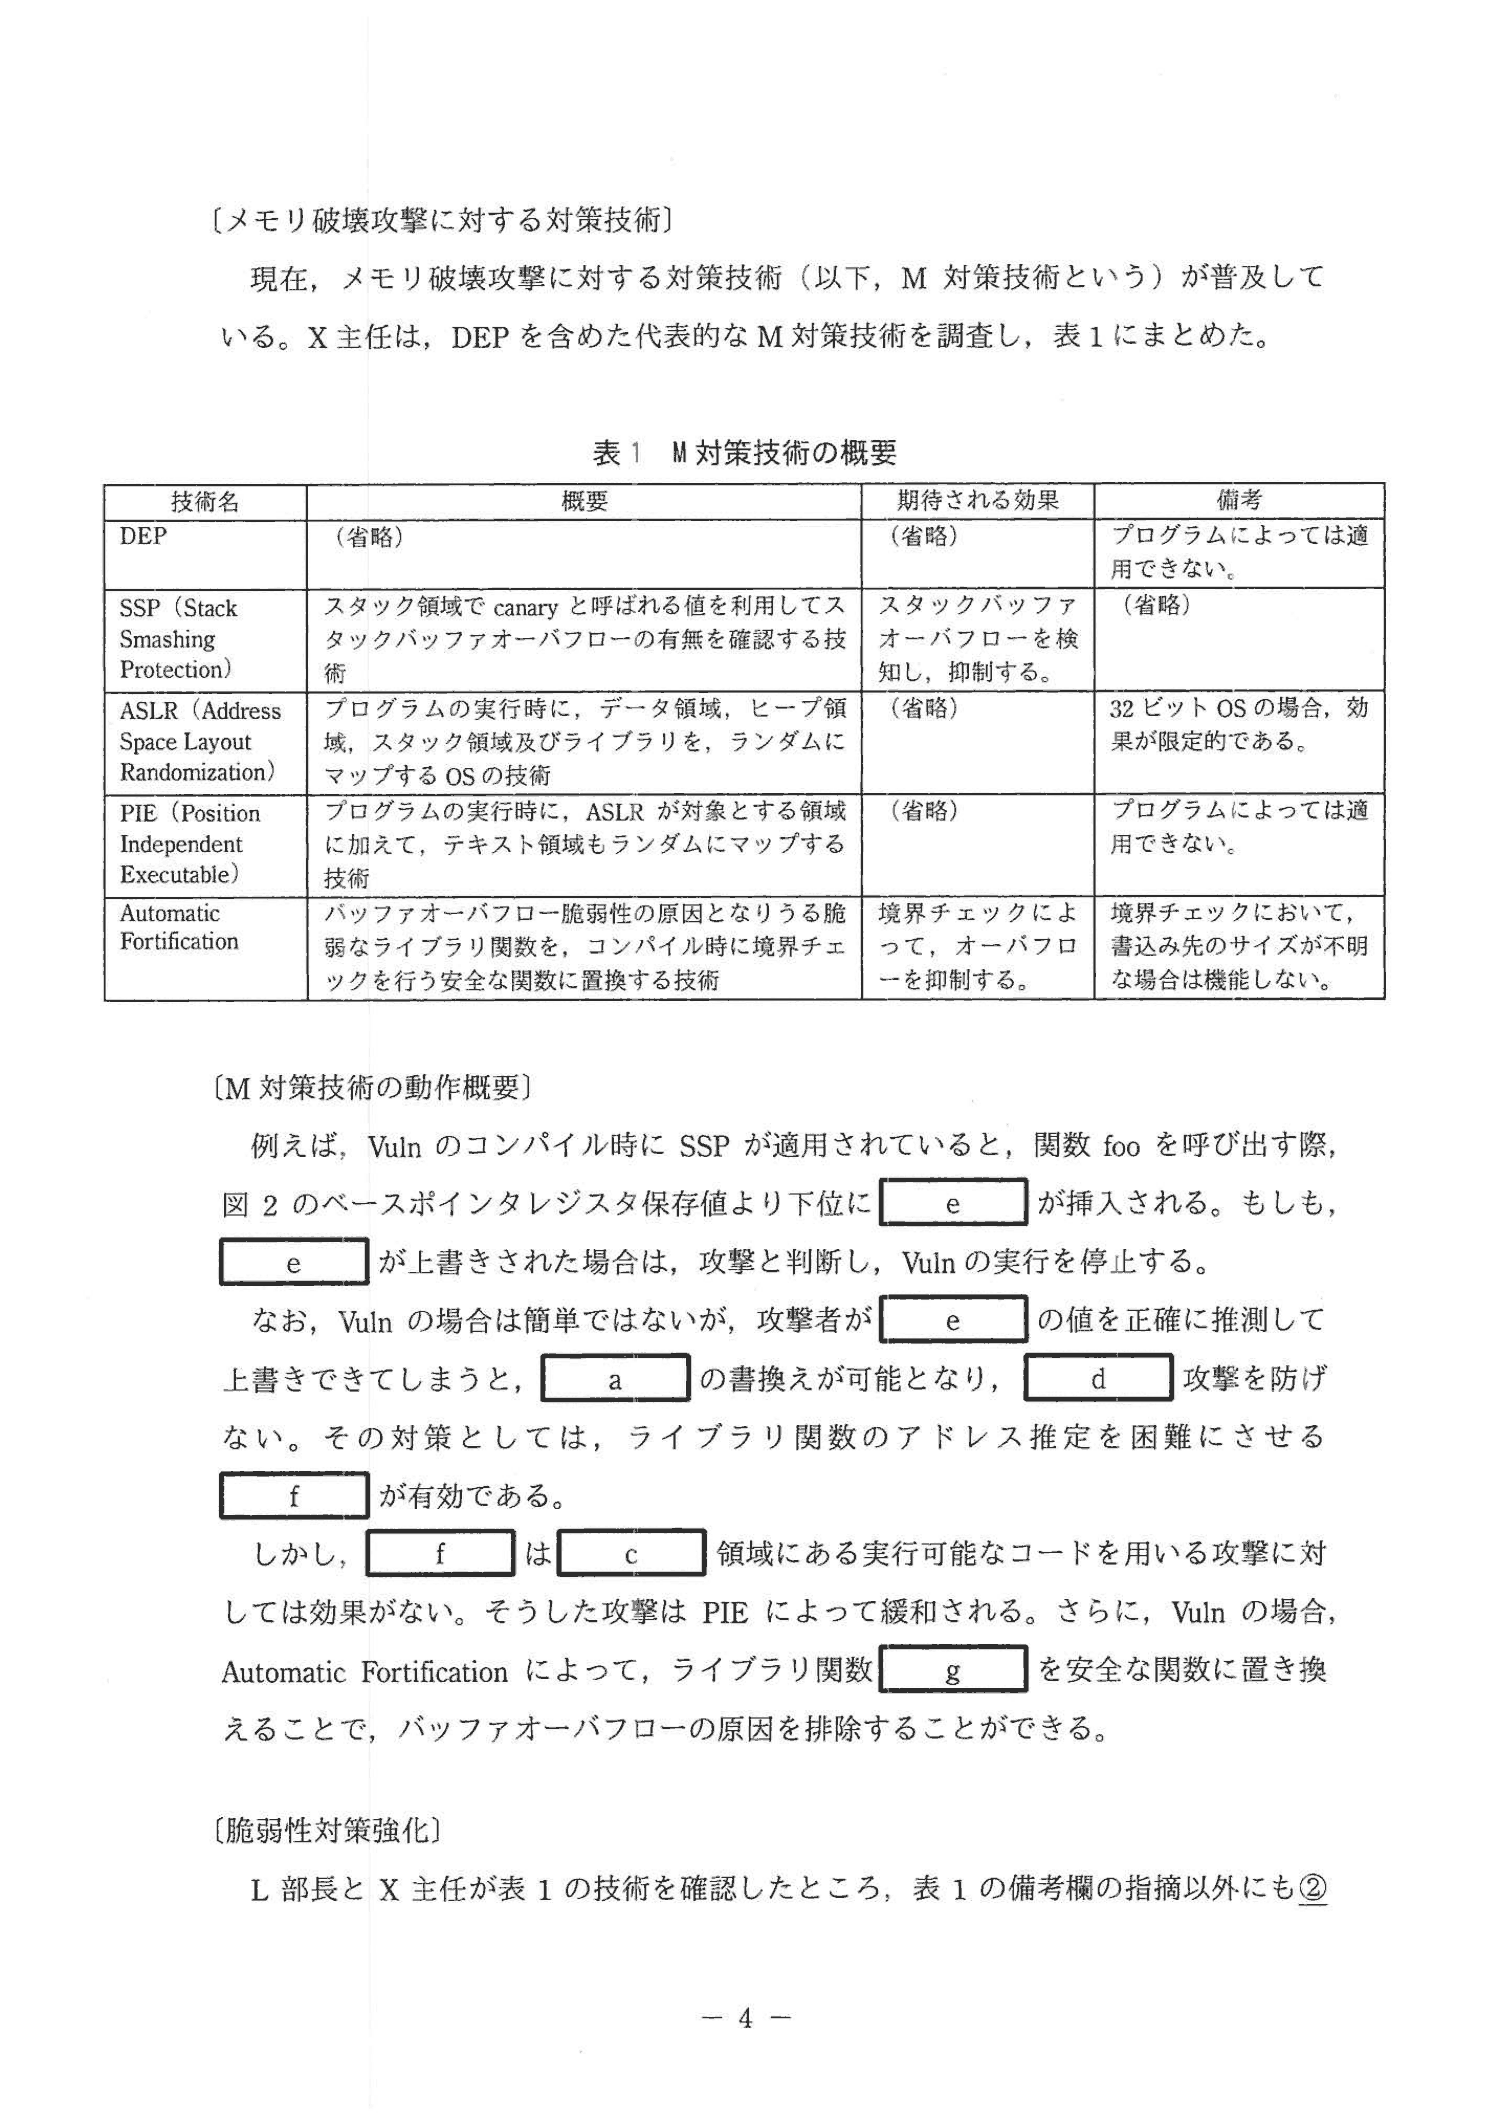 〔メモリ破壊攻撃に対する対策技術〕
現在，メモリ破壊攻撃に対する対策技術（以下，M 対策技術という）が普及して
いる。X 主任は，DEP を含めた代表的な M 対策技術を調査し，表 1 にまとめた。
表 1　M 対策技術の概要
技術名
概要
期待される効果
備考
DEP
（省略）
（省略）
プログラムによっては適
用できない。
SSP（Stack
Smashing
Protection）
スタック領域で canary と呼ばれる値を利用してス
タックバッファオーバフローの有無を確認する技
術
スタックバッファ
オーバフローを検
知し，抑制する。
（省略）
ASLR（Address
Space Layout
Randomization）
プログラムの実行時に，データ領域，ヒープ領
域，スタック領域及びライブラリを，ランダムに
マップする OS の技術
（省略）
32 ビット OS の場合，効
果が限定的である。
PIE（Position
Independent
Executable）
プログラムの実行時に，ASLR が対象とする領域
に加えて，テキスト領域もランダムにマップする
技術
（省略）
プログラムによっては適
用できない。
Automatic
Fortification
バッファオーバフロー脆弱性の原因となりうる脆
弱なライブラリ関数を，コンパイル時に境界チェ
ックを行う安全な関数に置換する技術
境界チェックによ
って，オーバフロ
ーを抑制する。
境界チェックにおいて，
書込み先のサイズが不明
な場合は機能しない。
〔M 対策技術の動作概要〕
例えば，Vuln のコンパイル時に SSP が適用されていると，関数 foo を呼び出す際，
図 2 のベースポインタレジスタ保存値より下位に e が挿入される。もしも，
e が上書きされた場合は，攻撃と判断し，Vuln の実行を停止する。
なお，Vuln の場合は簡単ではないが，攻撃者が e の値を正確に推測して
上書きできてしまうと， a の書換えが可能となり， d 攻撃を防げ
ない。その対策としては，ライブラリ関数のアドレス推定を困難にさせる
f が有効である。
しかし， f は c 領域にある実行可能なコードを用いる攻撃に対
しては効果がない。そうした攻撃は PIE によって緩和される。さらに，Vuln の場合，
Automatic Fortification によって，ライブラリ関数 g を安全な関数に置き換
えることで，バッファオーバフローの原因を排除することができる。
〔脆弱性対策強化〕
L 部長と X 主任が表 1 の技術を確認したところ，表 1 の備考欄の指摘以外にも②
－ 4 －